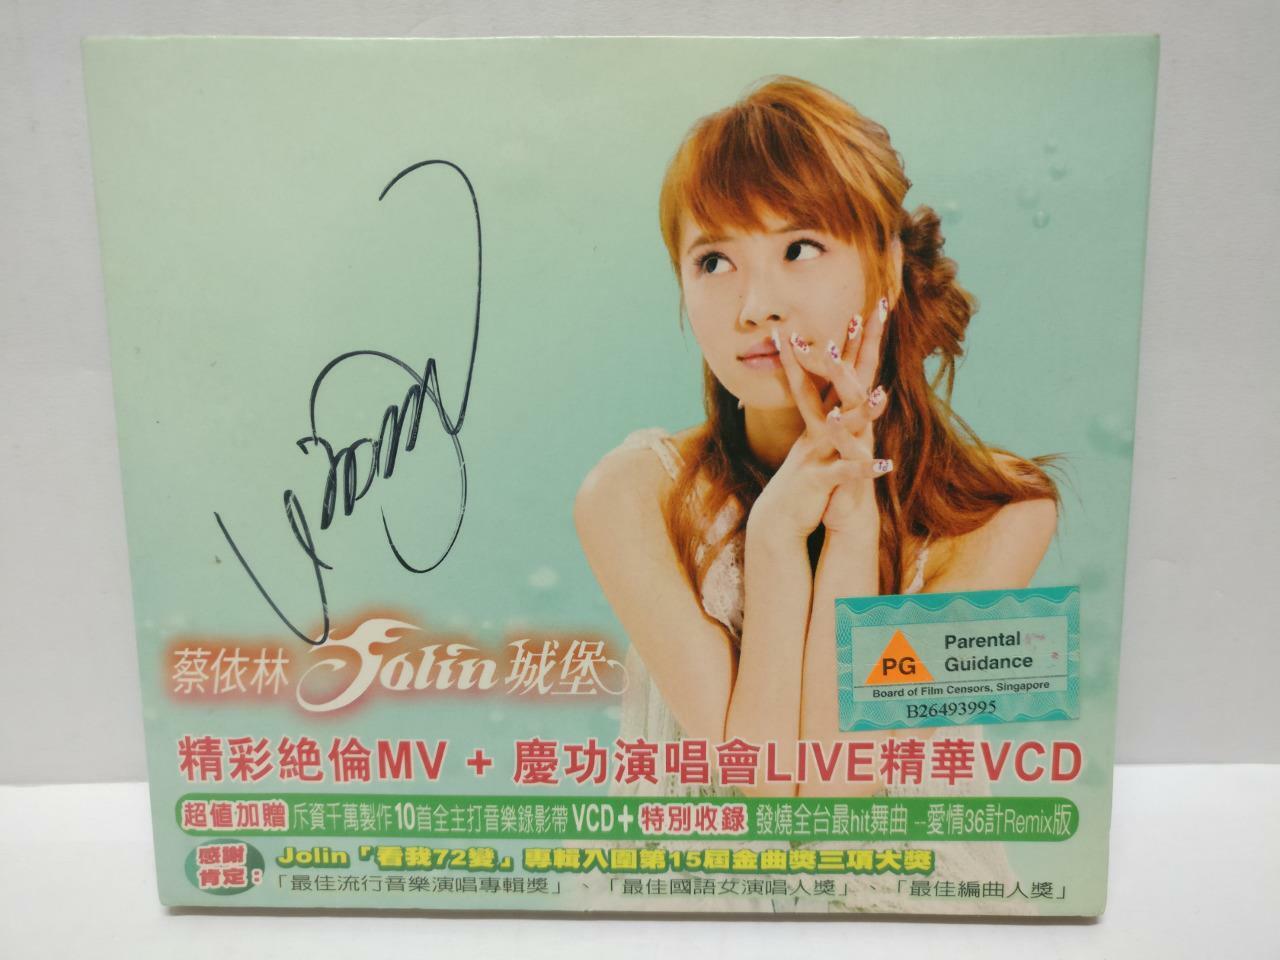 蔡依林 Jolin 城堡
PG
Parental
Guidance
Board of Film Censors, Singapore
B26493995
精彩絕倫MV + 慶功演唱會LIVE精華VCD
超值加贈 斥資千萬製作10首全主打音樂錄影帶 VCD+ 特別收錄 發燒全台最hit舞曲 --愛情36計Remix版
感謝肯定: Jolin「看我72變」專輯入圍第15屆金曲獎三項大獎
「最佳流行音樂演唱專輯獎」、「最佳國語女演唱人獎」、「最佳編曲人獎」